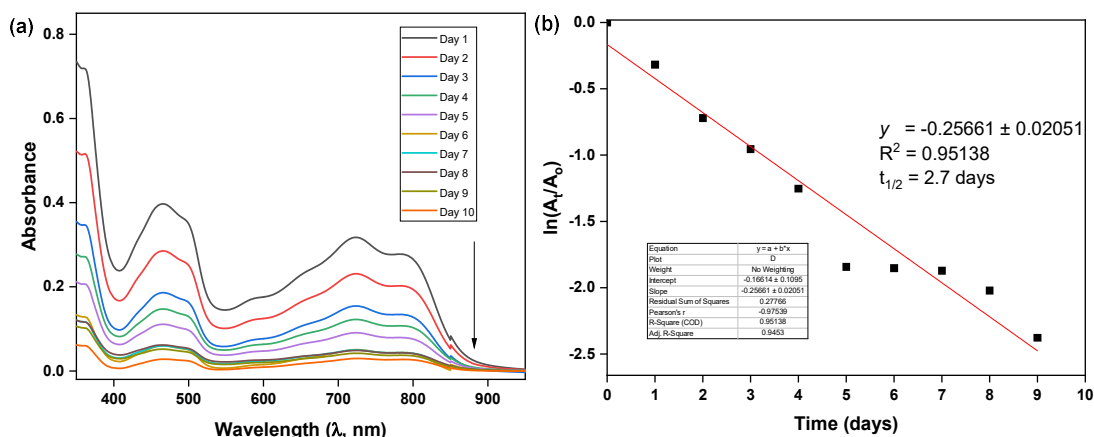 (a)
0.8
0.6
0.4
0.2
0.0
Absorbance
400 500 600 700 800 900
Wavelength (λ, nm)
Day 1
Day 2
Day 3
Day 4
Day 5
Day 6
Day 7
Day 8
Day 9
Day 10
(b)
0.0
-0.5
-1.0
-1.5
-2.0
-2.5
ln(At/Ao)
0 1 2 3 4 5 6 7 8 9 10
Time (days)
y = -0.25661 ± 0.02051
R² = 0.95138
t1/2 = 2.7 days
Equation y = a + b*x
Plot D
Weight No Weighting
Intercept -0.16614 ± 0.1095
Slope -0.25661 ± 0.02051
Residual Sum of Squares 0.27766
Pearson's r -0.97539
R-Square (COD) 0.95138
Adj. R-Square 0.9453